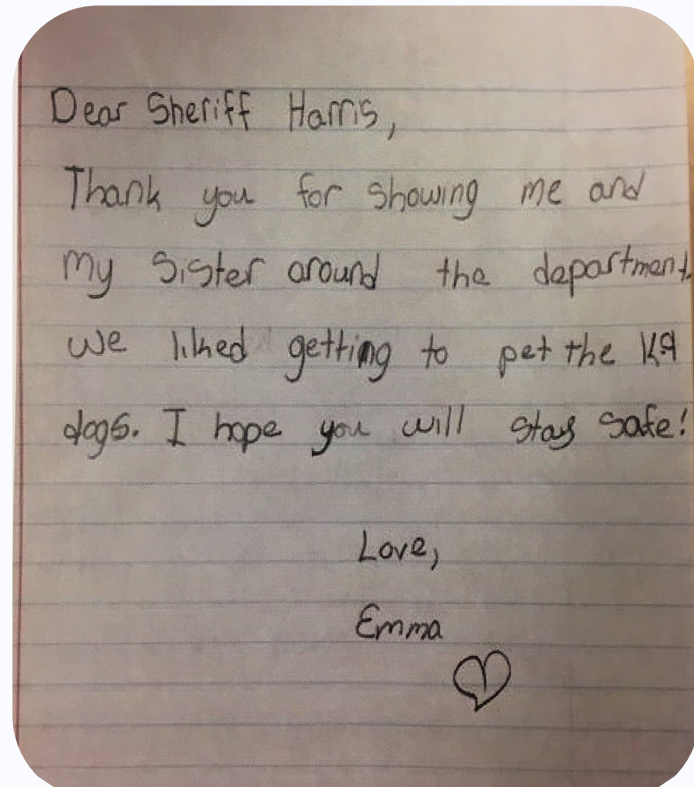 Dear Sheriff Harris,
Thank you for showing me and
my Sister around the department.
we liked getting to pet the K9
dogs. I hope you will stay safe!
Love,
Emma